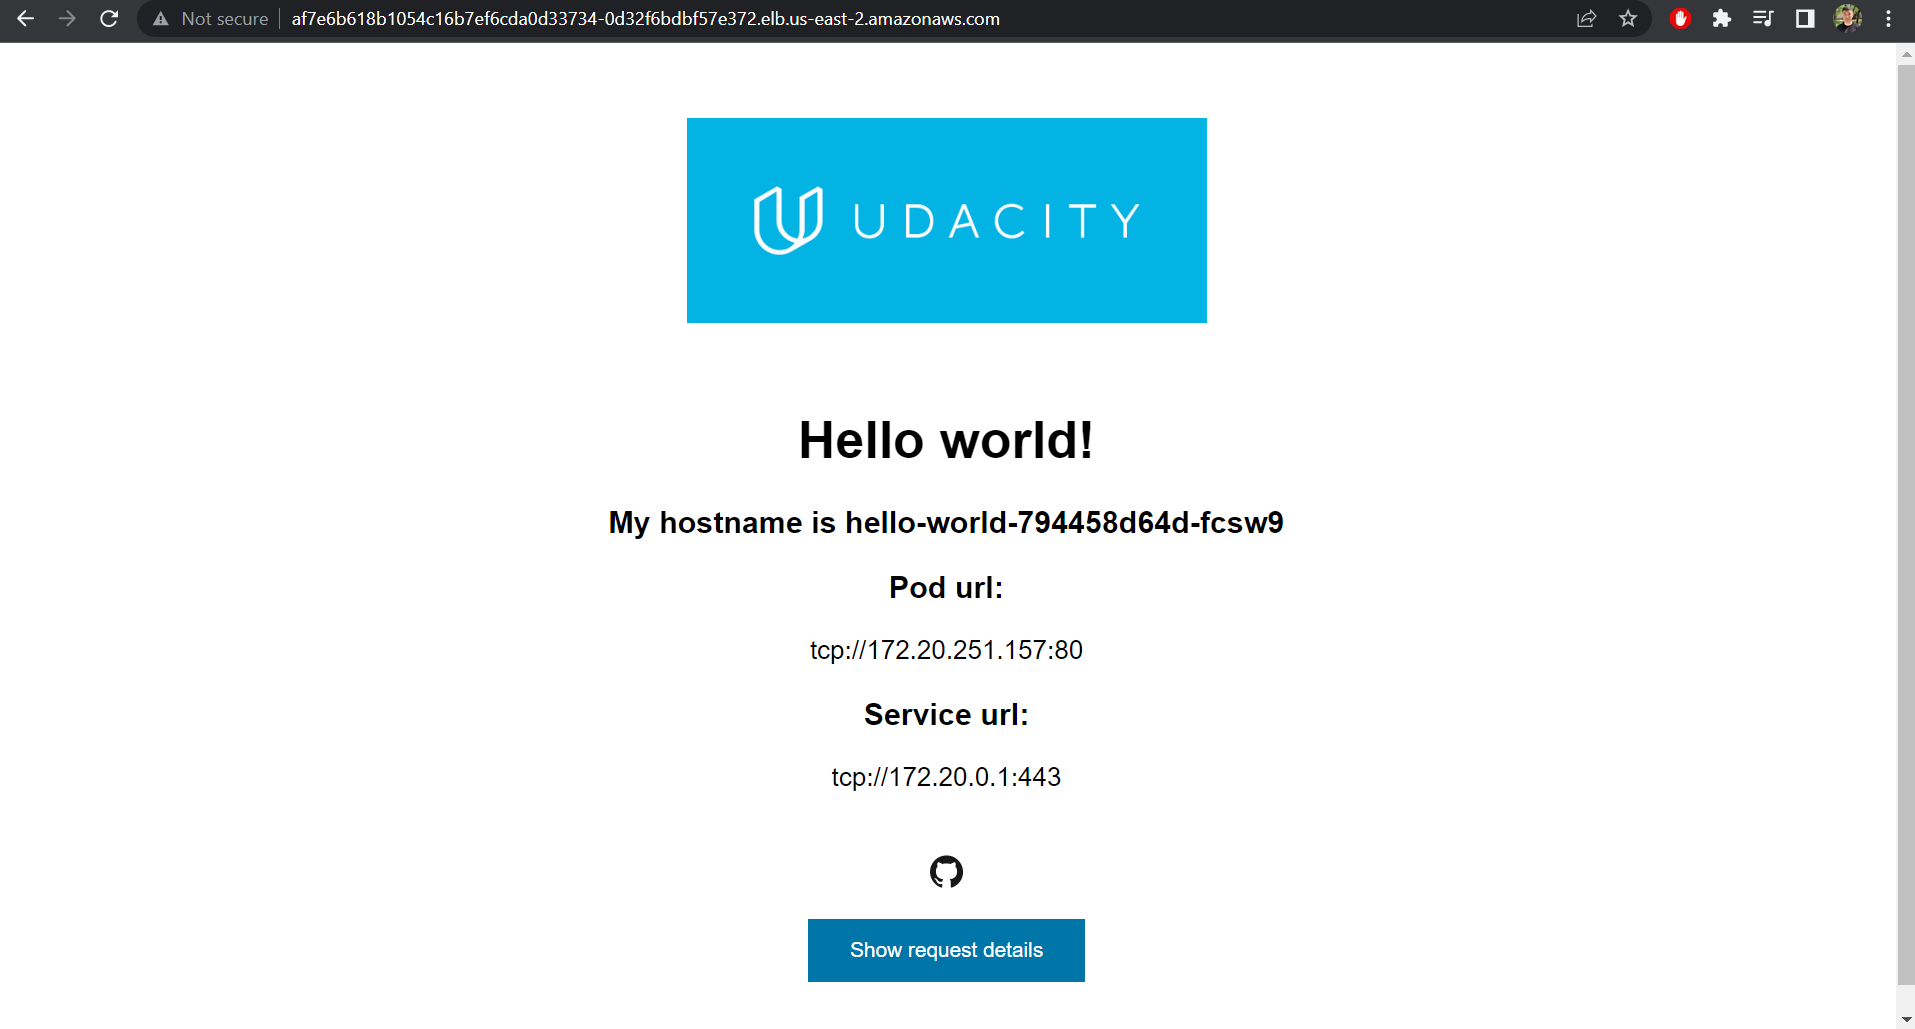 Not secure af7e6b618b1054c16b7ef6cda0d33734-0d32f6bdbf57e372.elb.us-east-2.amazonaws.com
UDACITY
Hello world!
My hostname is hello-world-794458d64d-fcsw9
Pod url:
tcp://172.20.251.157:80
Service url:
tcp://172.20.0.1:443
Show request details